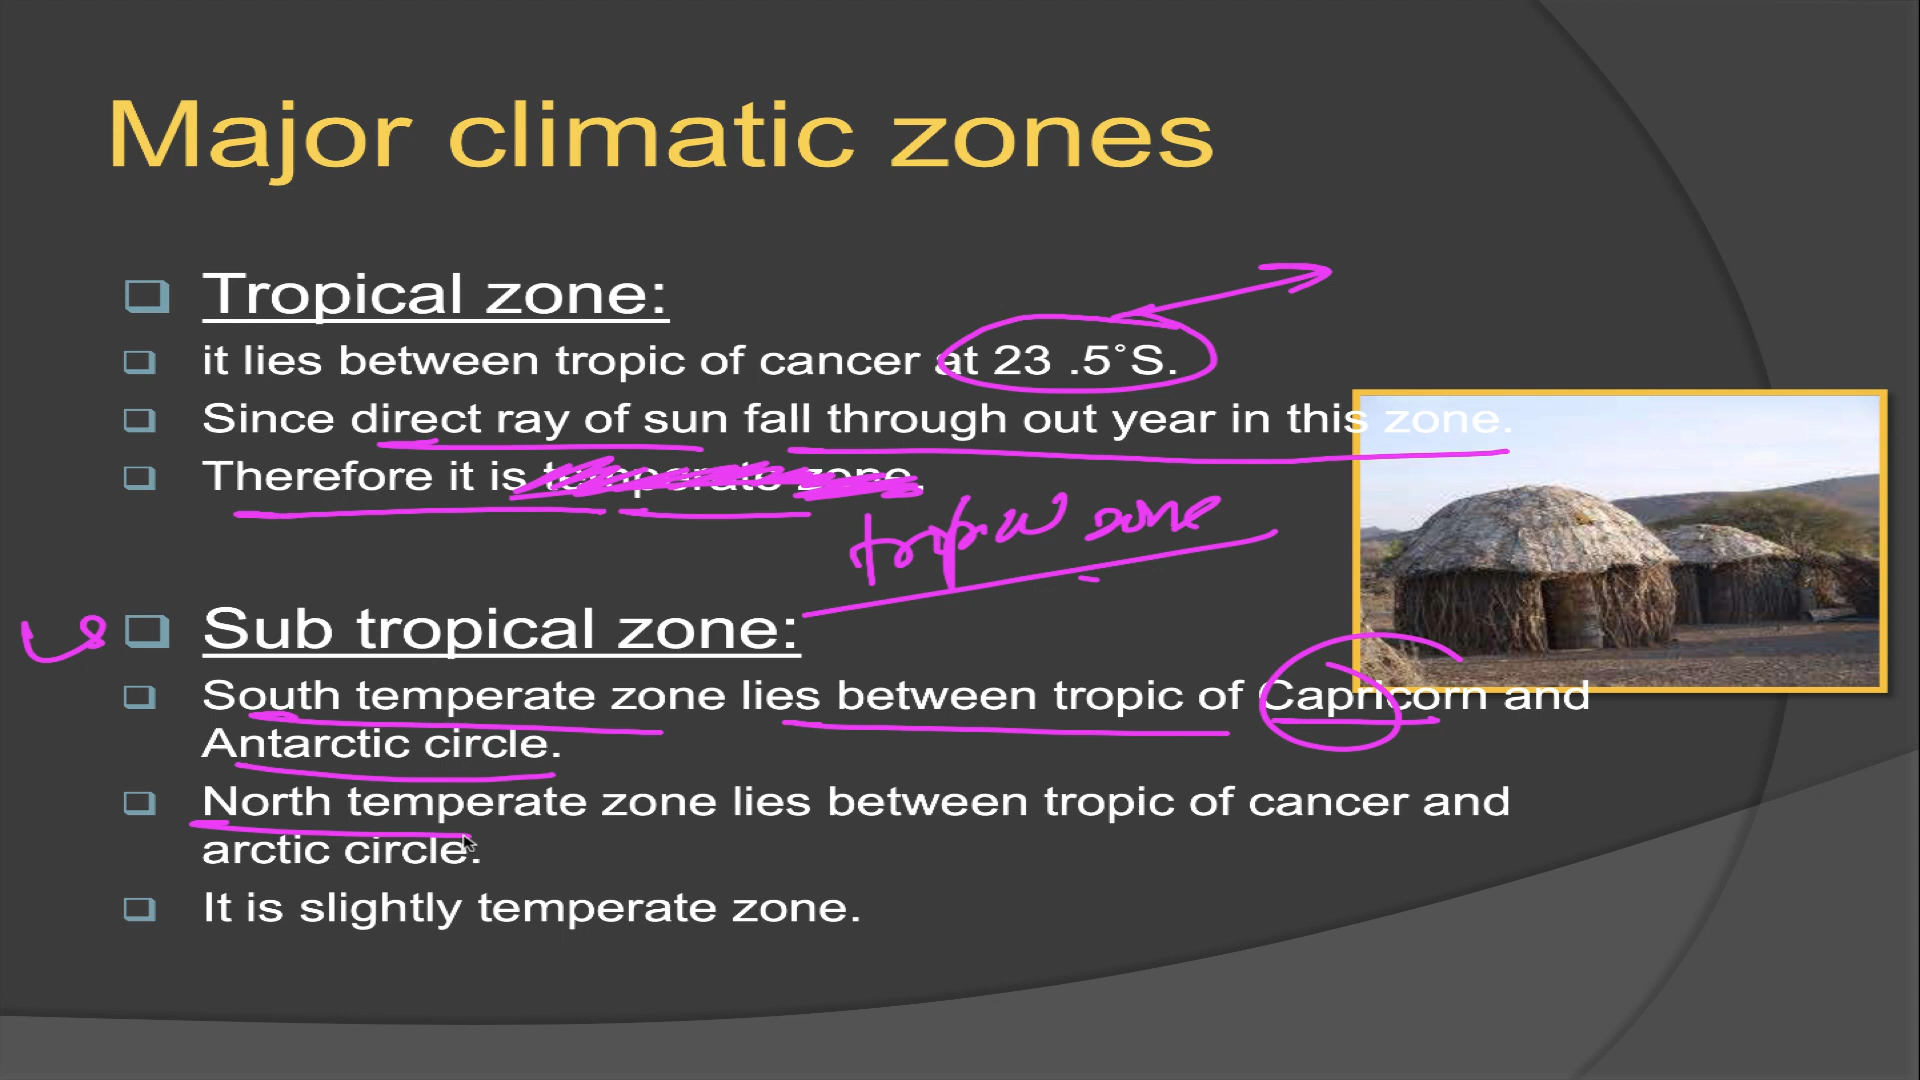 Major climatic zones
Tropical zone:
it lies between tropic of cancer at 23 .5°S.
Since direct ray of sun fall through out year in this zone.
Therefore it is temperate zone.
tropical zone
Sub tropical zone:
South temperate zone lies between tropic of Capricorn and
Antarctic circle.
North temperate zone lies between tropic of cancer and
arctic circle.
It is slightly temperate zone.